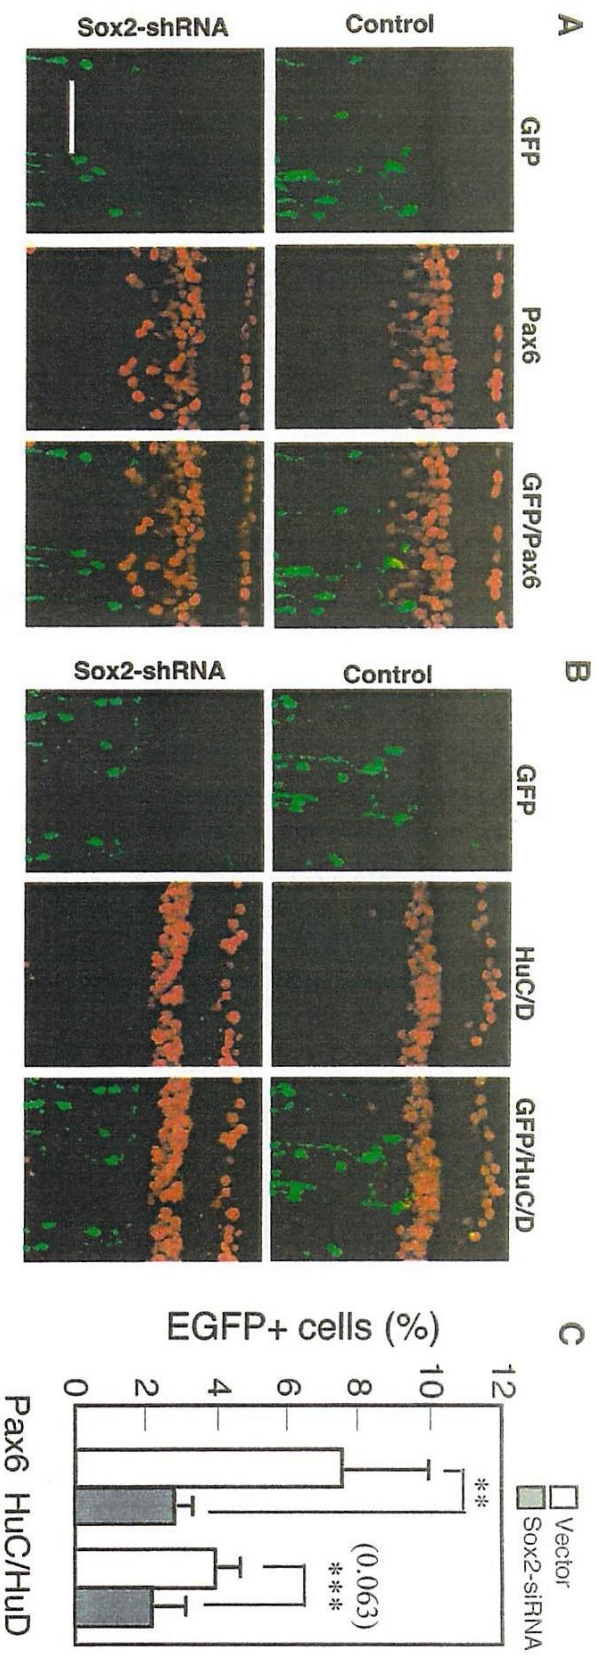 A
GFP
Pax6
GFP/Pax6
Control
Sox2-shRNA
B
GFP
HuC/D
GFP/HuC/D
Control
Sox2-shRNA
C
Vector
Sox2-siRNA
EGFP+ cells (%)
12
10
8
6
4
2
0
**
***
(0.063)
Pax6 HuC/HuD